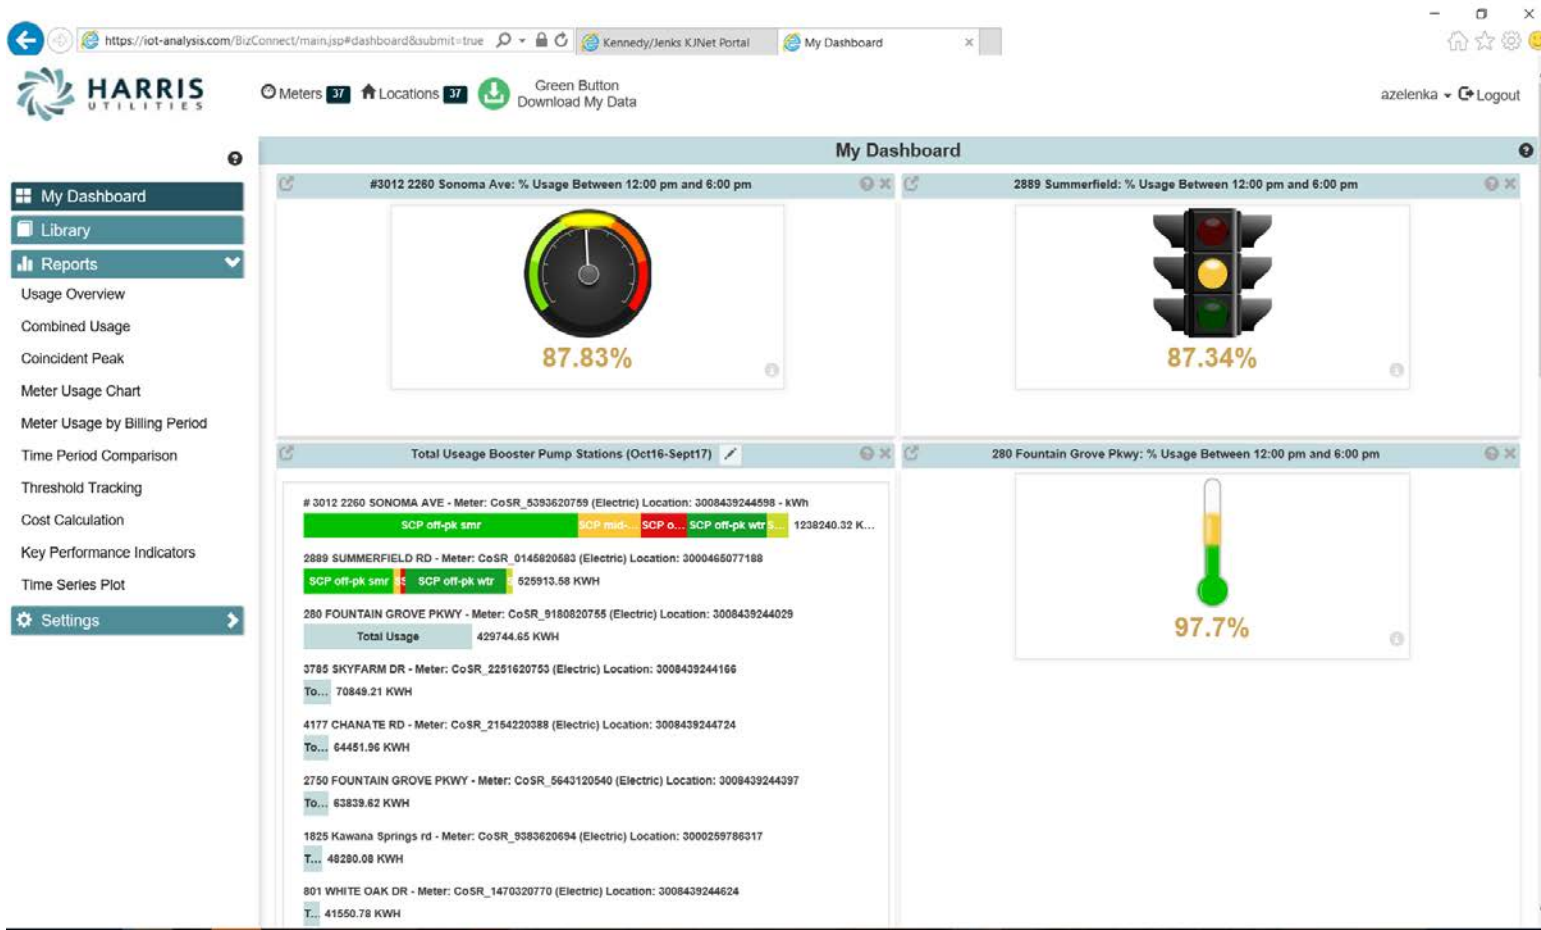 https://iot-analysis.com/BizConnect/main.jsp#dashboard&submit=true
Kennedy/Jenks KJNet Portal
My Dashboard
HARRIS
UTILITIES
Meters 37
Locations 37
Green Button
Download My Data
azelenka
Logout
My Dashboard
My Dashboard
Library
Reports
Usage Overview
Combined Usage
Coincident Peak
Meter Usage Chart
Meter Usage by Billing Period
Time Period Comparison
Threshold Tracking
Cost Calculation
Key Performance Indicators
Time Series Plot
Settings
#3012 2260 Sonoma Ave: % Usage Between 12:00 pm and 6:00 pm
87.83%
2889 Summerfield: % Usage Between 12:00 pm and 6:00 pm
87.34%
Total Useage Booster Pump Stations (Oct16-Sept17)
# 3012 2260 SONOMA AVE - Meter: CoSR_5393620759 (Electric) Location: 3008439244598 - kWh
SCP off-pk smr SCP mid-... SCP o... SCP off-pk wtr S... 1238240.32 K...
2889 SUMMERFIELD RD - Meter: CoSR_0145820583 (Electric) Location: 3000465077188
SCP off-pk smr SCP off-pk wtr 525913.58 KWH
280 FOUNTAIN GROVE PKWY - Meter: CoSR_9180820755 (Electric) Location: 3008439244029
Total Usage 429744.65 KWH
3785 SKYFARM DR - Meter: CoSR_2251620753 (Electric) Location: 3008439244166
To... 70849.21 KWH
4177 CHANATE RD - Meter: CoSR_2154220388 (Electric) Location: 3008439244724
To... 64451.96 KWH
2750 FOUNTAIN GROVE PKWY - Meter: CoSR_5643120540 (Electric) Location: 3008439244397
To... 63839.62 KWH
1825 Kawana Springs rd - Meter: CoSR_9383620694 (Electric) Location: 3000259786317
T... 48280.08 KWH
801 WHITE OAK DR - Meter: CoSR_1470320770 (Electric) Location: 3008439244624
T... 41550.78 KWH
280 Fountain Grove Pkwy: % Usage Between 12:00 pm and 6:00 pm
97.7%